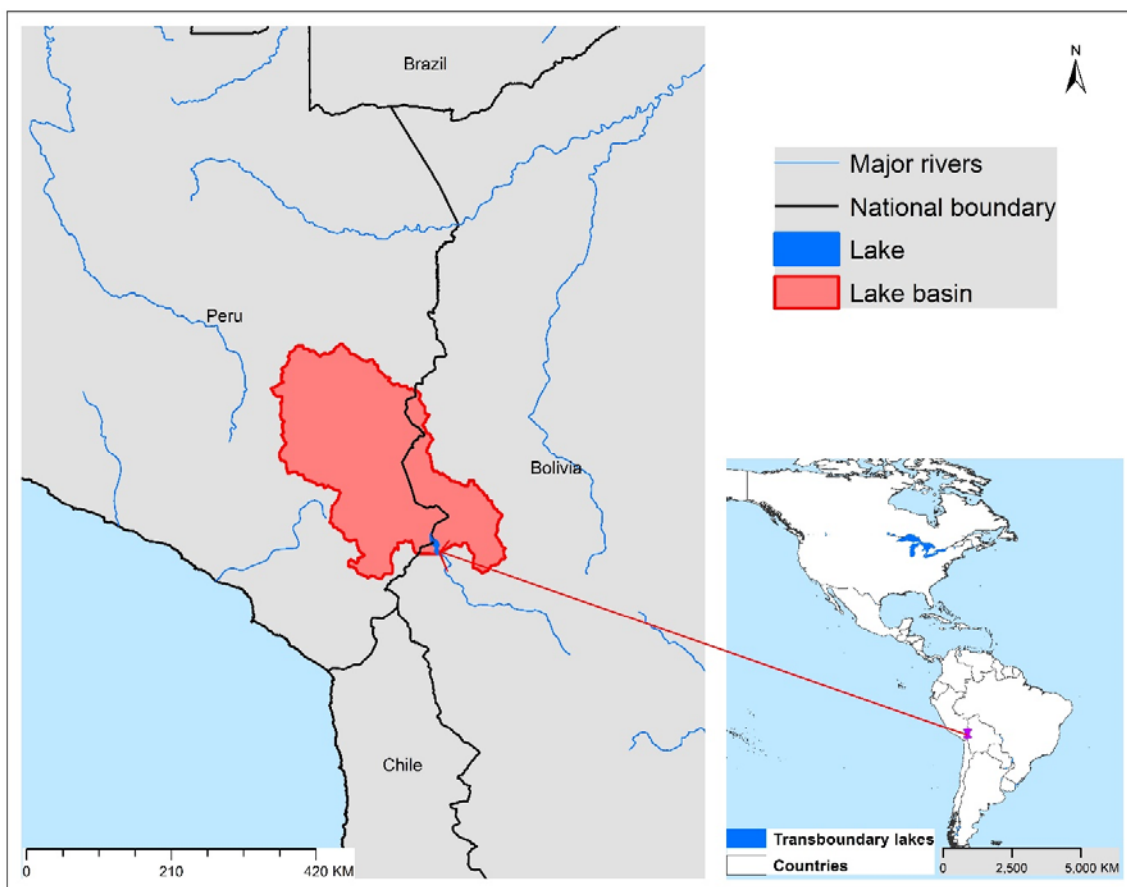 Brazil
Peru
Bolivia
Chile
0 210 420 KM
N
Major rivers
National boundary
Lake
Lake basin
Transboundary lakes
Countries
0 2,500 5,000 KM